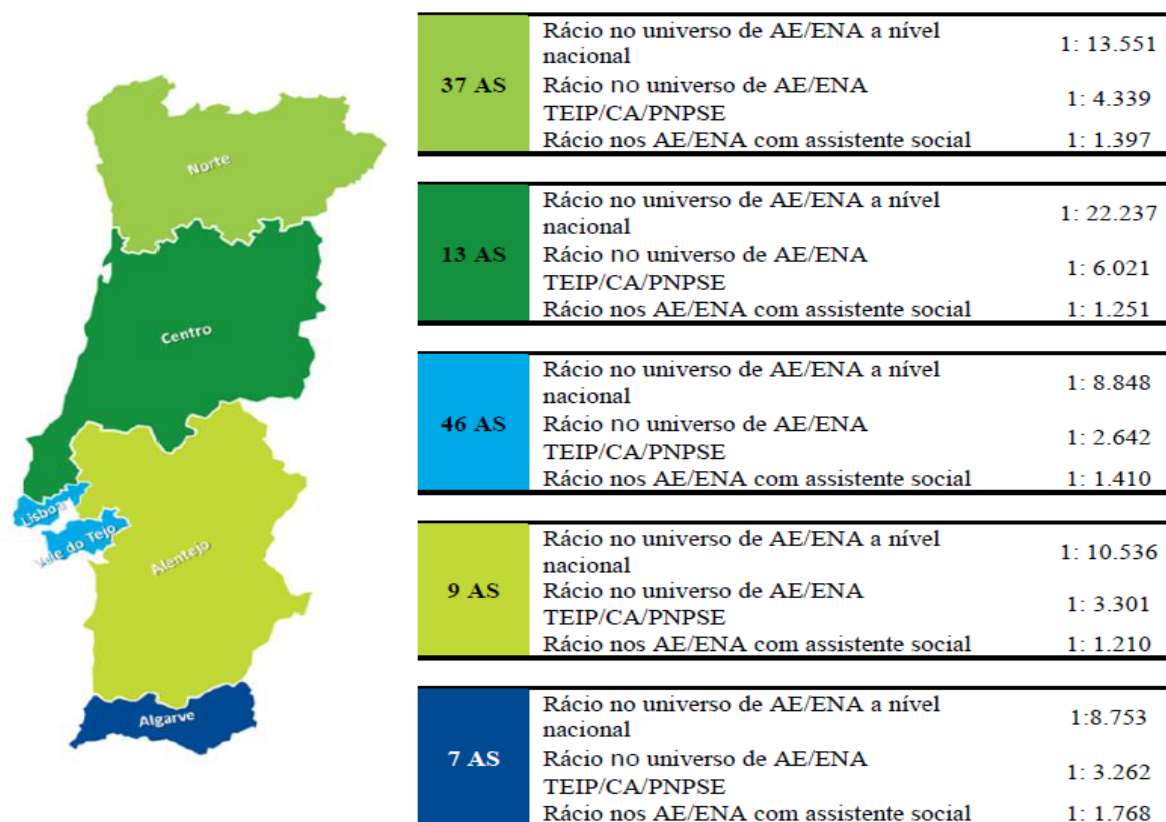 Norte
Centro
Lisboa
Vale do Tejo
Alentejo
Algarve
37 AS
Rácio no universo de AE/ENA a nível
nacional
1: 13.551
Rácio no universo de AE/ENA
TEIP/CA/PNPSE
1: 4.339
Rácio nos AE/ENA com assistente social
1: 1.397
13 AS
Rácio no universo de AE/ENA a nível
nacional
1: 22.237
Rácio no universo de AE/ENA
TEIP/CA/PNPSE
1: 6.021
Rácio nos AE/ENA com assistente social
1: 1.251
46 AS
Rácio no universo de AE/ENA a nível
nacional
1: 8.848
Rácio no universo de AE/ENA
TEIP/CA/PNPSE
1: 2.642
Rácio nos AE/ENA com assistente social
1: 1.410
9 AS
Rácio no universo de AE/ENA a nível
nacional
1: 10.536
Rácio no universo de AE/ENA
TEIP/CA/PNPSE
1: 3.301
Rácio nos AE/ENA com assistente social
1: 1.210
7 AS
Rácio no universo de AE/ENA a nível
nacional
1:8.753
Rácio no universo de AE/ENA
TEIP/CA/PNPSE
1: 3.262
Rácio nos AE/ENA com assistente social
1: 1.768